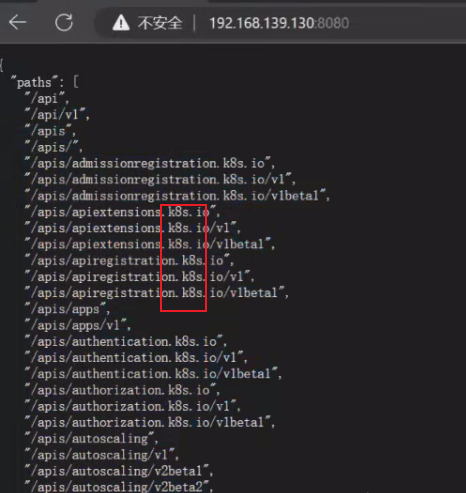 不安全 | 192.168.139.130:8080
{
"paths": [
"/api",
"/api/v1",
"/apis",
"/apis/",
"/apis/admissionregistration.k8s.io",
"/apis/admissionregistration.k8s.io/v1",
"/apis/admissionregistration.k8s.io/v1beta1",
"/apis/apiextensions.k8s.io",
"/apis/apiextensions.k8s.io/v1",
"/apis/apiextensions.k8s.io/v1beta1",
"/apis/apiregistration.k8s.io",
"/apis/apiregistration.k8s.io/v1",
"/apis/apiregistration.k8s.io/v1beta1",
"/apis/apps",
"/apis/apps/v1",
"/apis/authentication.k8s.io",
"/apis/authentication.k8s.io/v1",
"/apis/authentication.k8s.io/v1beta1",
"/apis/authorization.k8s.io",
"/apis/authorization.k8s.io/v1",
"/apis/authorization.k8s.io/v1beta1",
"/apis/autoscaling",
"/apis/autoscaling/v1",
"/apis/autoscaling/v2beta1",
"/apis/autoscaling/v2beta2",